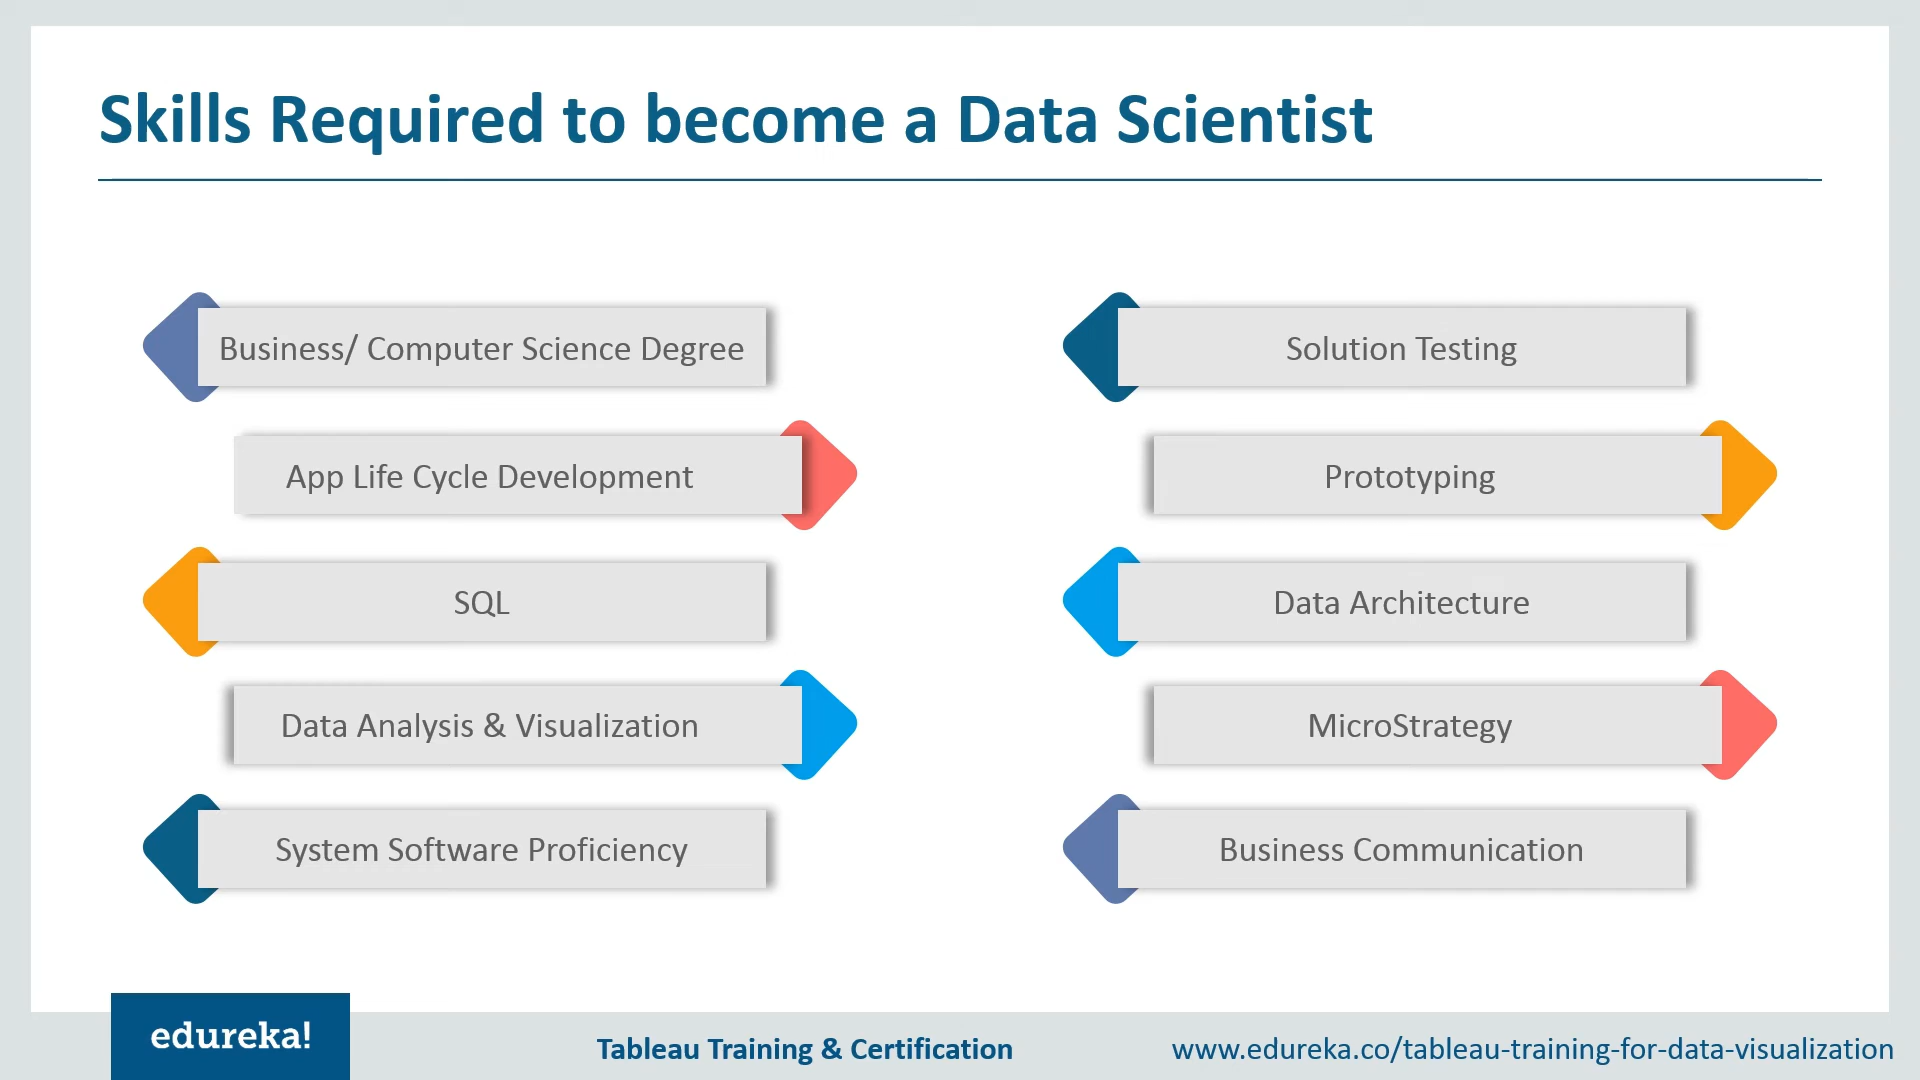 Skills Required to become a Data Scientist
Business/ Computer Science Degree
App Life Cycle Development
SQL
Data Analysis & Visualization
System Software Proficiency
Solution Testing
Prototyping
Data Architecture
MicroStrategy
Business Communication
edureka!
Tableau Training & Certification
www.edureka.co/tableau-training-for-data-visualization